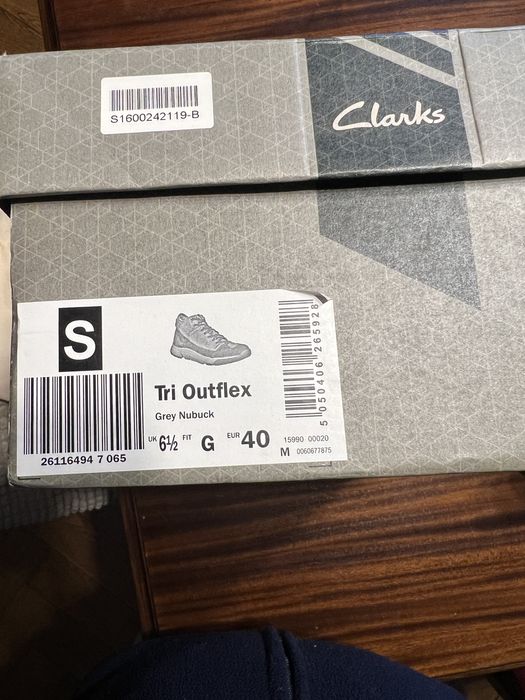 S1600242119-B
Clarks
S
Tri Outflex
Grey Nubuck
UK 6½ FIT G EUR 40
26116494 7 065
15990 00020
M 0060677875
5 050406 265928